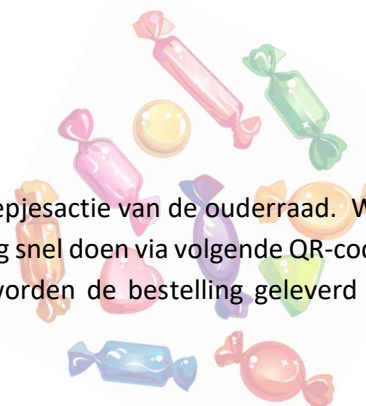 epjesactie van de ouderraad. W
g snel doen via volgende QR-cod
worden de bestelling geleverd